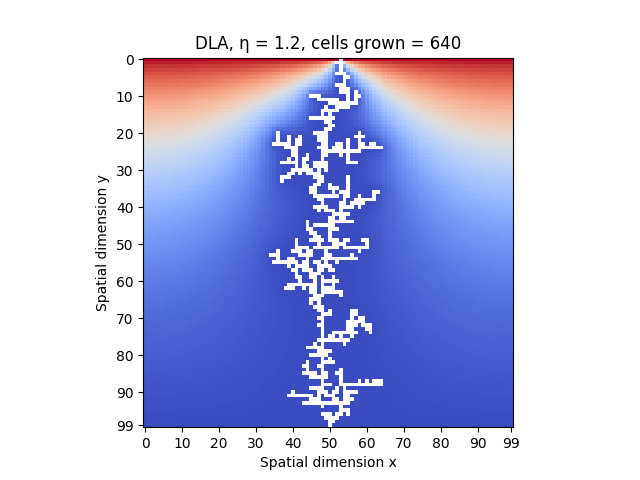 DLA, η = 1.2, cells grown = 640
Spatial dimension y
0
10
20
30
40
50
60
70
80
90
99
0 10 20 30 40 50 60 70 80 90 99
Spatial dimension x